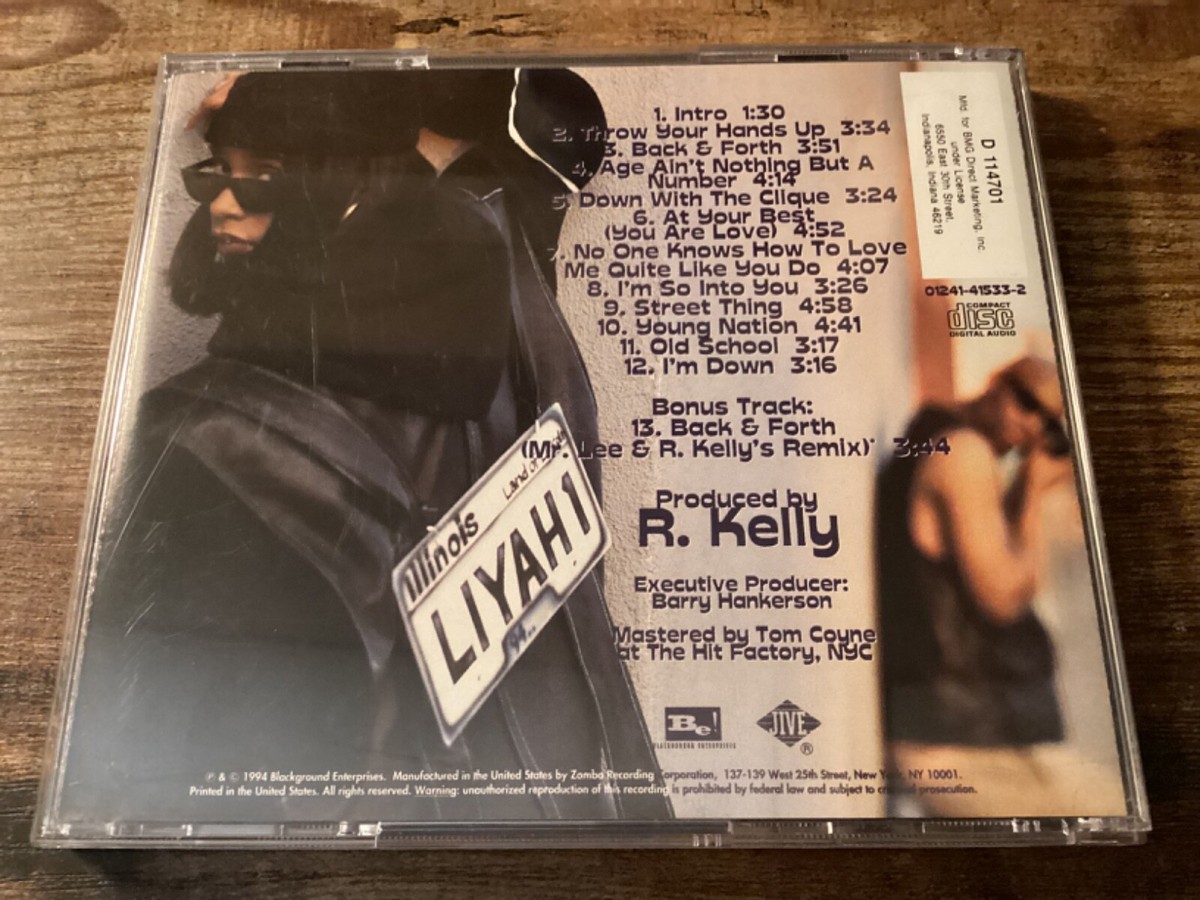 1. Intro 1:30
2. Throw Your Hands Up 3:34
3. Back & Forth 3:51
4. Age Ain't Nothing But A
Number 4:14
5. Down With The Clique 3:24
6. At Your Best
(You Are Love) 4:52
7. No One Knows How To Love
Me Quite Like You Do 4:07
8. I'm So Into You 3:26
9. Street Thing 4:58
10. Young Nation 4:41
11. Old School 3:17
12. I'm Down 3:16
Bonus Track:
13. Back & Forth
(Mr. Lee & R. Kelly's Remix)* 3:44
Produced by
R. Kelly
Executive Producer:
Barry Hankerson
Mastered by Tom Coyne
at The Hit Factory, NYC
D 114701
Mfd. for BMG Direct Marketing, Inc.
under License
6550 East 30th Street,
Indianapolis, Indiana 46219
01241-41533-2
COMPACT
disc
DIGITAL AUDIO
Land of
Illinois
LIYAH 1
94
Be!
BLACKGROUND ENTERPRISES
JIVE
®
℗ & © 1994 Blackground Enterprises. Manufactured in the United States by Zomba Recording Corporation, 137-139 West 25th Street, New York, NY 10001.
Printed in the United States. All rights reserved. Warning: unauthorized reproduction of this recording is prohibited by federal law and subject to criminal prosecution.